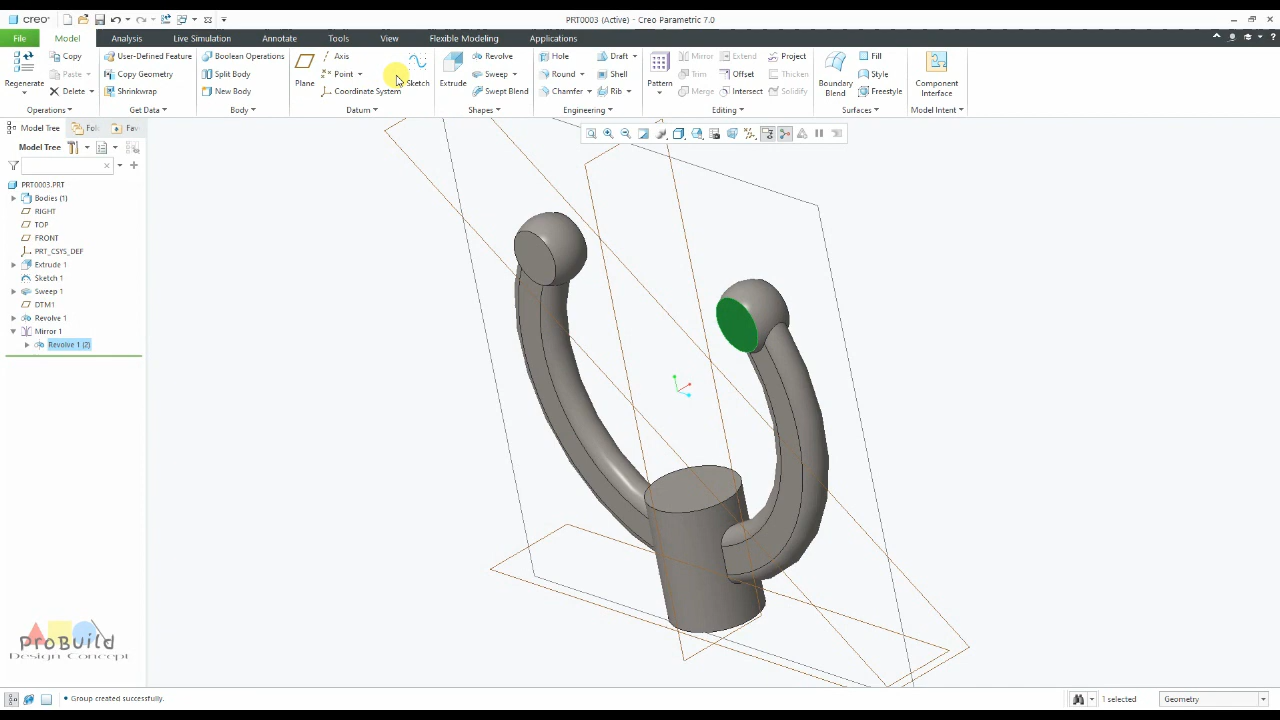 creo
PRT0003 (Active) - Creo Parametric 7.0
File Model Analysis Live Simulation Annotate Tools View Flexible Modeling Applications
Regenerate
Copy
Paste
Delete
Operations
User-Defined Feature
Copy Geometry
Shrinkwrap
Get Data
Boolean Operations
Split Body
New Body
Body
Plane
Axis
Point
Coordinate System
Sketch
Datum
Extrude
Revolve
Sweep
Swept Blend
Shapes
Hole
Round
Chamfer
Draft
Shell
Rib
Engineering
Pattern
Mirror
Trim
Merge
Extend
Offset
Intersect
Project
Thicken
Solidify
Editing
Boundary
Blend
Fill
Style
Freestyle
Surfaces
Component
Interface
Model Intent
Model Tree Fol Fav
Model Tree
PRT0003.PRT
Bodies (1)
RIGHT
TOP
FRONT
PRT_CSYS_DEF
Extrude 1
Sketch 1
Sweep 1
DTM1
Revolve 1
Mirror 1
Revolve 1 (2)
ProBuild
Design Concept
• Group created successfully.
1 selected
Geometry